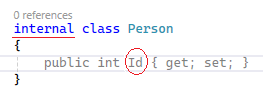 0 references
internal class Person
{
public int Id { get; set; }
}